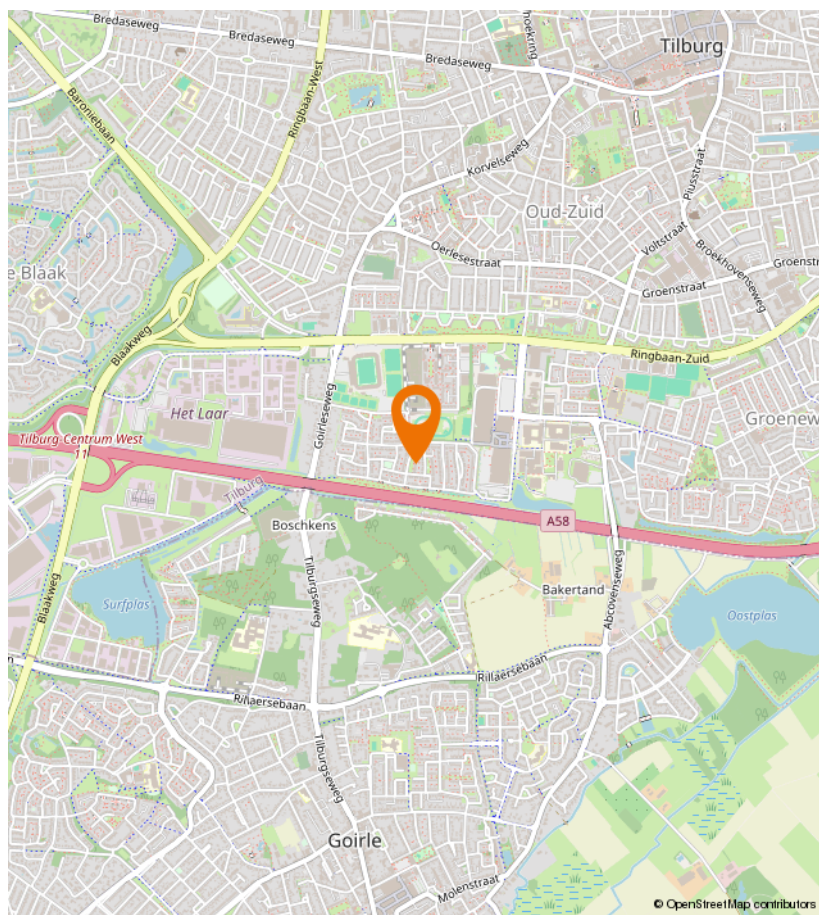 Bredaseweg
Bredaseweg
Tilburg
Bredaseweg
Ringbaan-West
Baroniebaan
Korvelseweg
Piusstraat
Oud-Zuid
Voltstraat
Oerlesestraat
Broekhovenseweg
Groenstr
e Blaak
Groenstraat
Blaakweg
Ringbaan-Zuid
Goirleseweg
Het Laar
Groenew
Tilburg Centrum West
11
Tilburg
A58
Boschkens
Tilburgseweg
Abcovenseweg
Blaakweg
Surfplas
Bakertand
Oostplas
Rillaersebaan
Rillaersebaan
Tilburgseweg
Goirle
Molenstraat
© OpenStreetMap contributors